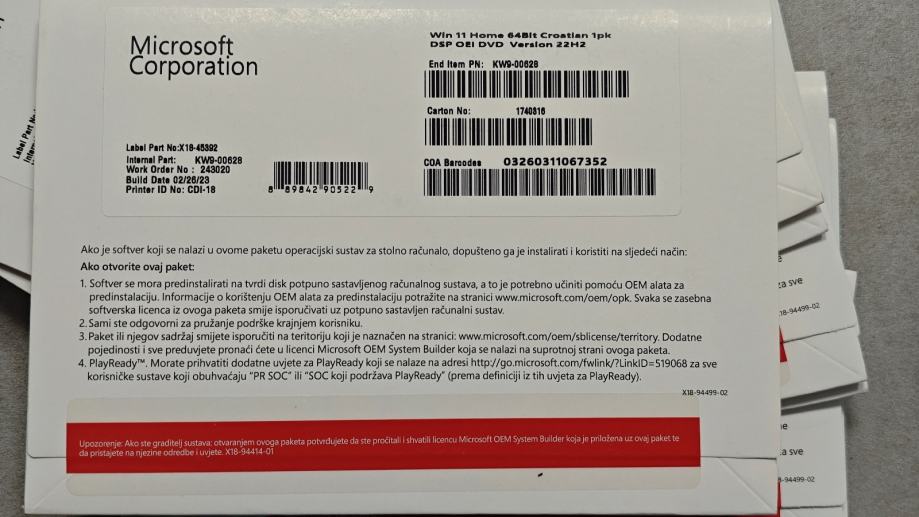 Microsoft
Corporation
Win 11 Home 64Bit Croatian 1pk
DSP OEI DVD Version 22H2
End Item PN: KW9-00628
Carton No: 1740816
Label Part No:X18-45392
Internal Part: KW9-00628
Work Order No : 243020
Build Date 02/26/23
Printer ID No: CDI-18
8 89842 90522 9
COA Barcodes 03260311067352
Ako je softver koji se nalazi u ovome paketu operacijski sustav za stolno računalo, dopušteno ga je instalirati i koristiti na sljedeći način:
Ako otvorite ovaj paket:
1. Softver se mora predinstalirati na tvrdi disk potpuno sastavljenog računalnog sustava, a to je potrebno učiniti pomoću OEM alata za
predinstalaciju. Informacije o korištenju OEM alata za predinstalaciju potražite na stranici www.microsoft.com/oem/opk. Svaka se zasebna
softverska licenca iz ovoga paketa smije isporučivati uz potpuno sastavljen računalni sustav.
2. Sami ste odgovorni za pružanje podrške krajnjem korisniku.
3. Paket ili njegov sadržaj smijete isporučiti na teritoriju koji je naznačen na stranici: www.microsoft.com/oem/sblicense/territory. Dodatne
pojedinosti i sve preduvjete pronaći ćete u licenci Microsoft OEM System Builder koja se nalazi na suprotnoj strani ovoga paketa.
4. PlayReady™. Morate prihvatiti dodatne uvjete za PlayReady koji se nalaze na adresi http://go.microsoft.com/fwlink/?LinkID=519068 za sve
korisničke sustave koji obuhvaćaju "PR SOC" ili "SOC koji podržava PlayReady" (prema definiciji iz tih uvjeta za PlayReady).
X18-94499-02
Upozorenje: Ako ste graditelj sustava: otvaranjem ovoga paketa potvrđujete da ste pročitali i shvatili licencu Microsoft OEM System Builder koja je priložena uz ovaj paket te
da pristajete na njezine odredbe i uvjete. X18-94414-01
za sve
18-94499-02
za sve
-94499-02